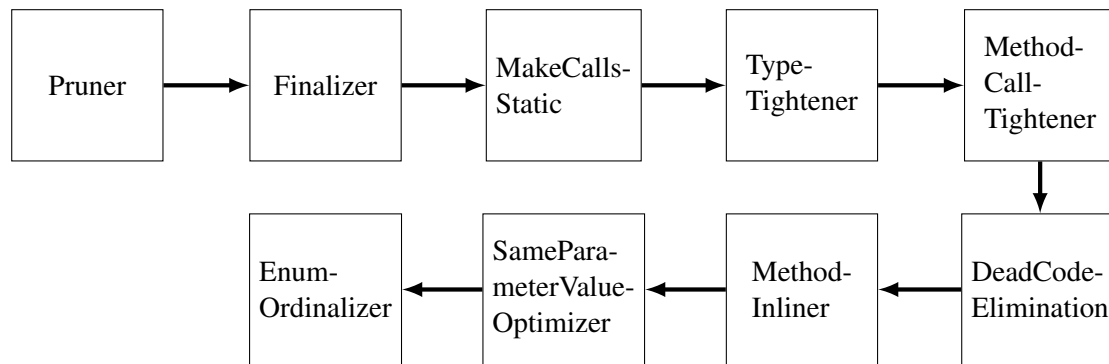 Pruner
Finalizer
MakeCalls-
Static
Type-
Tightener
Method-
Call-
Tightener
Enum-
Ordinalizer
SamePara-
meterValue-
Optimizer
Method-
Inliner
DeadCode-
Elimination